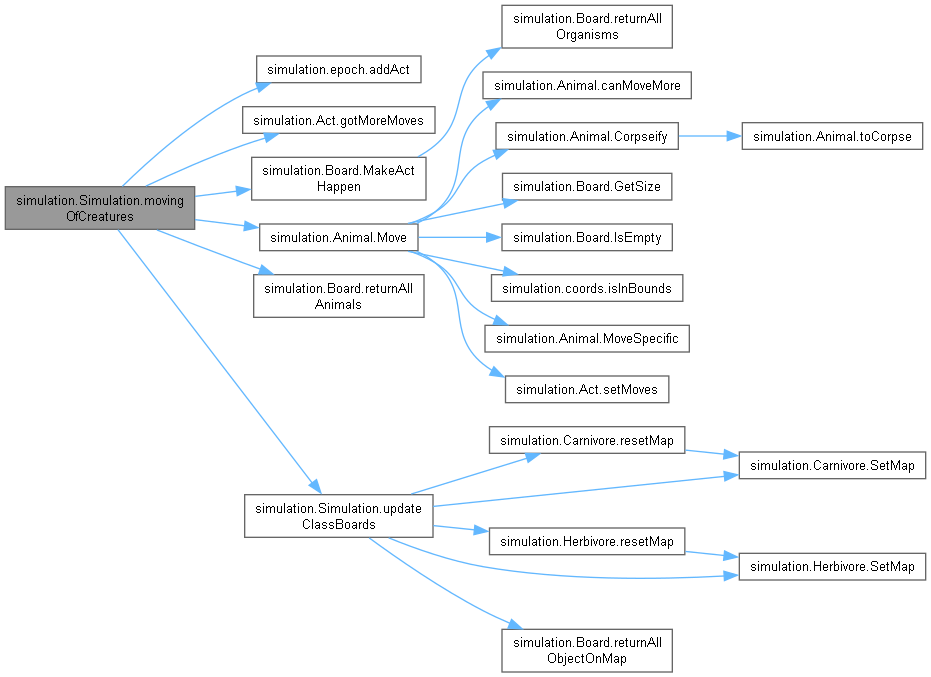 simulation.Simulation.moving
OfCreatures
simulation.epoch.addAct
simulation.Act.gotMoreMoves
simulation.Board.MakeAct
Happen
simulation.Animal.Move
simulation.Board.returnAll
Animals
simulation.Simulation.update
ClassBoards
simulation.Board.returnAll
Organisms
simulation.Animal.canMoveMore
simulation.Animal.Corpseify
simulation.Board.GetSize
simulation.Board.IsEmpty
simulation.coords.isInBounds
simulation.Animal.MoveSpecific
simulation.Act.setMoves
simulation.Carnivore.resetMap
simulation.Herbivore.resetMap
simulation.Board.returnAll
ObjectOnMap
simulation.Animal.toCorpse
simulation.Carnivore.SetMap
simulation.Herbivore.SetMap